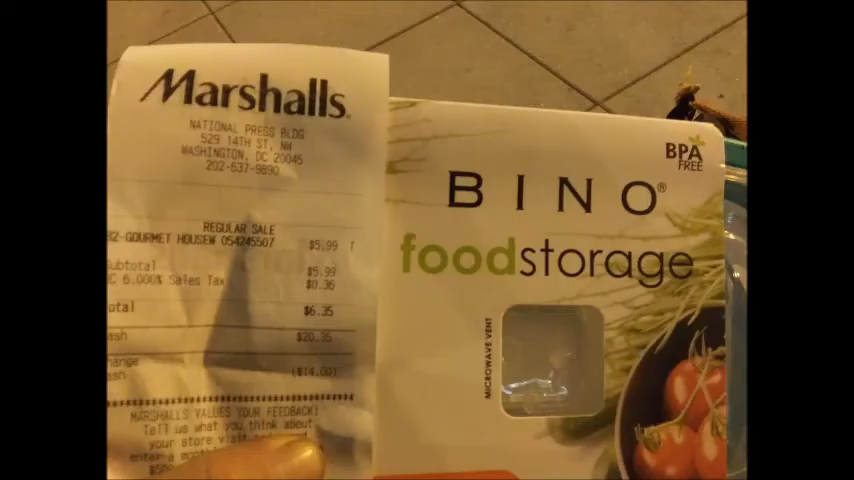 Marshalls.
NATIONAL PRESS BLDG
529 14TH ST, NW
WASHINGTON, DC 20045
202-637-9890
REGULAR SALE
82-GOURMET HOUSEW 054245507 $5.99 T
ubtotal $5.99
C 6.000% Sales Tax $0.36
otal $6.35
ash $20.35
hange
ash ($14.00)
MARSHALLS VALUES YOUR FEEDBACK!
Tell us what you think about
your store visit
enter a
BPA
FREE
BINO®
foodstorage
MICROWAVE VENT